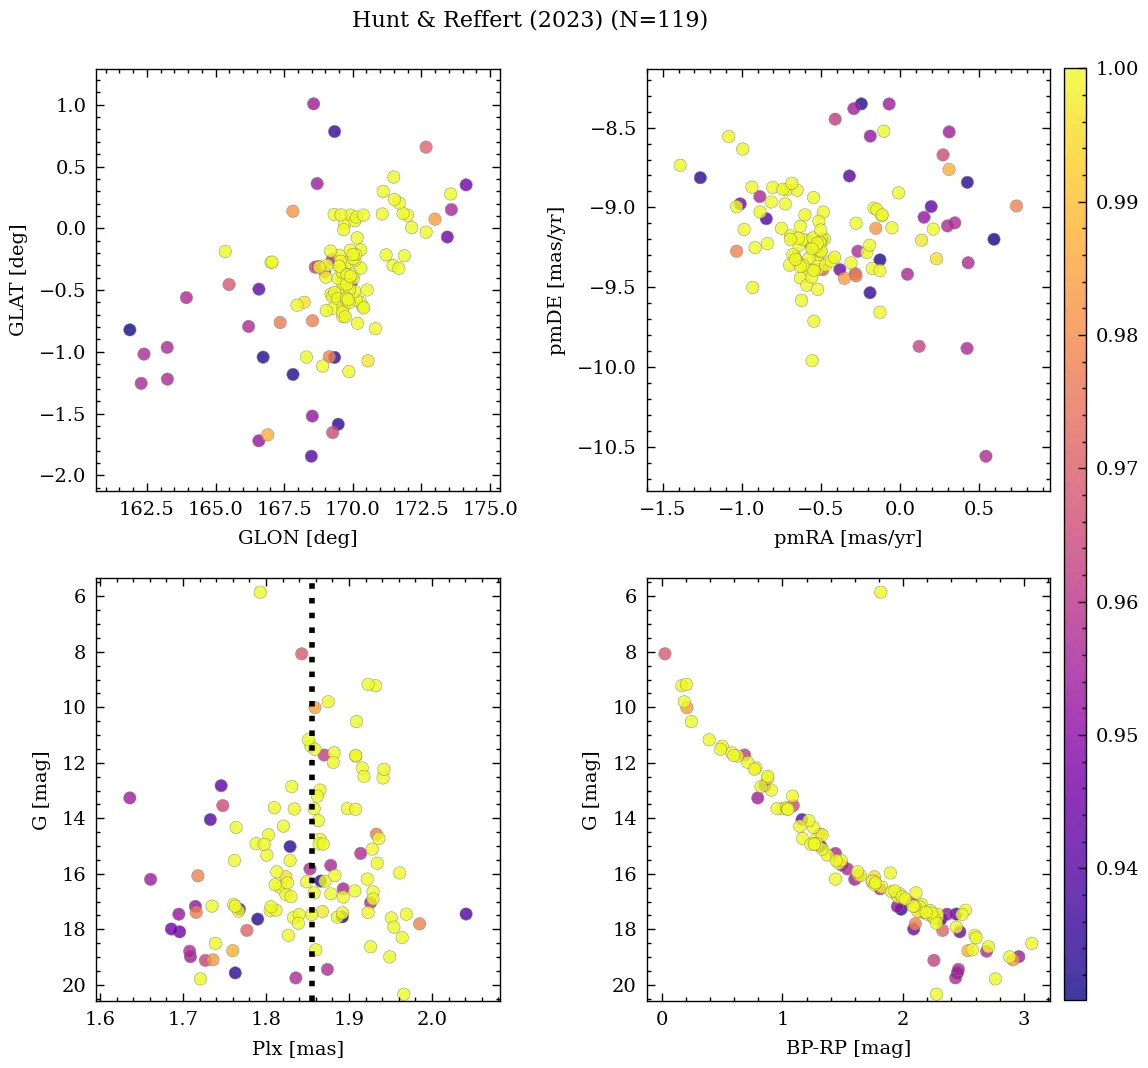 Hunt & Reffert (2023) (N=119)
1.0
0.5
0.0
−0.5
−1.0
−1.5
−2.0
GLAT [deg]
162.5 165.0 167.5 170.0 172.5 175.0
GLON [deg]
−8.5
−9.0
−9.5
−10.0
−10.5
pmDE [mas/yr]
−1.5 −1.0 −0.5 0.0 0.5
pmRA [mas/yr]
6
8
10
12
14
16
18
20
G [mag]
1.6 1.7 1.8 1.9 2.0
Plx [mas]
6
8
10
12
14
16
18
20
G [mag]
0 1 2 3
BP-RP [mag]
1.00
0.99
0.98
0.97
0.96
0.95
0.94